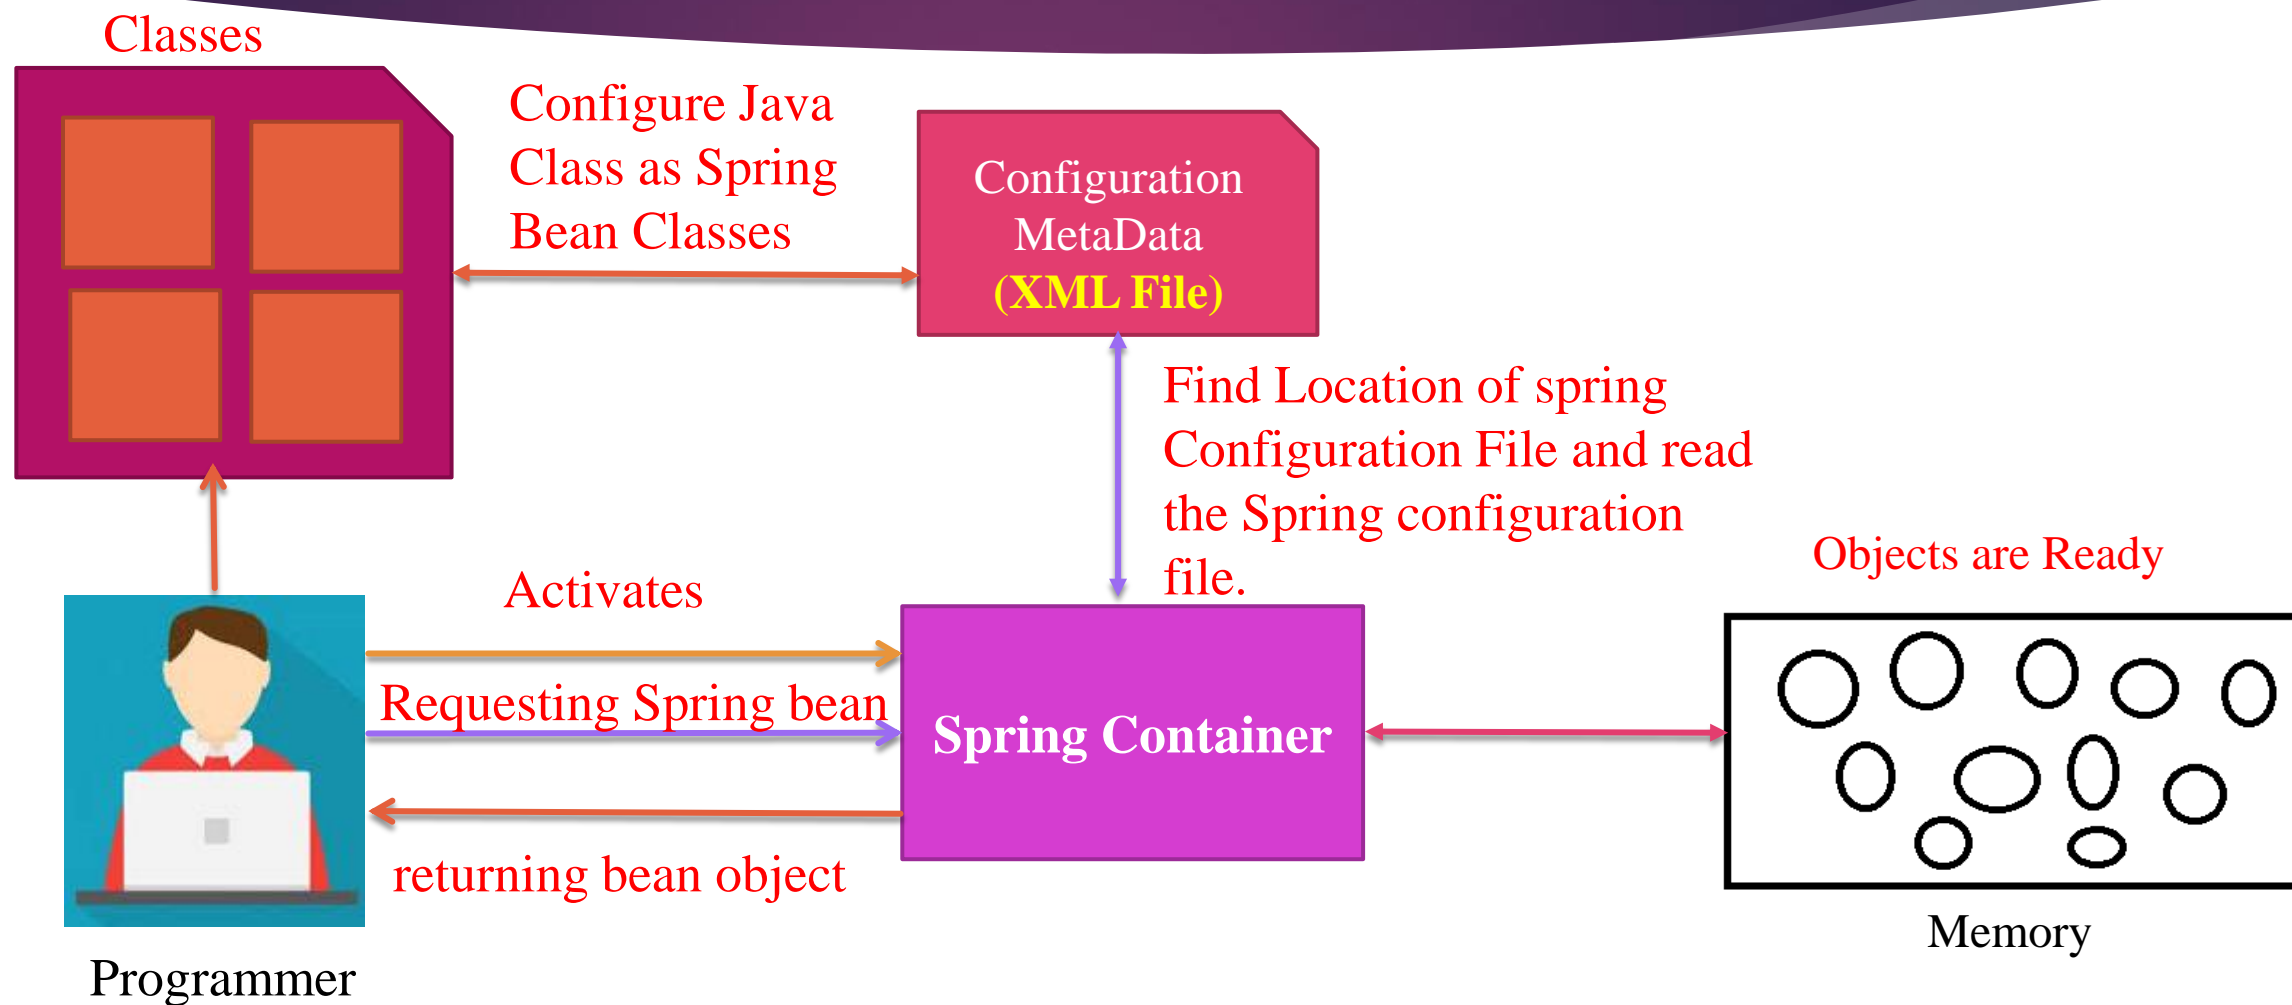 Classes
Configure Java
Class as Spring
Bean Classes
Configuration
MetaData
(XML File)
Find Location of spring
Configuration File and read
the Spring configuration
file.
Objects are Ready
Activates
Requesting Spring bean
Spring Container
returning bean object
Memory
Programmer